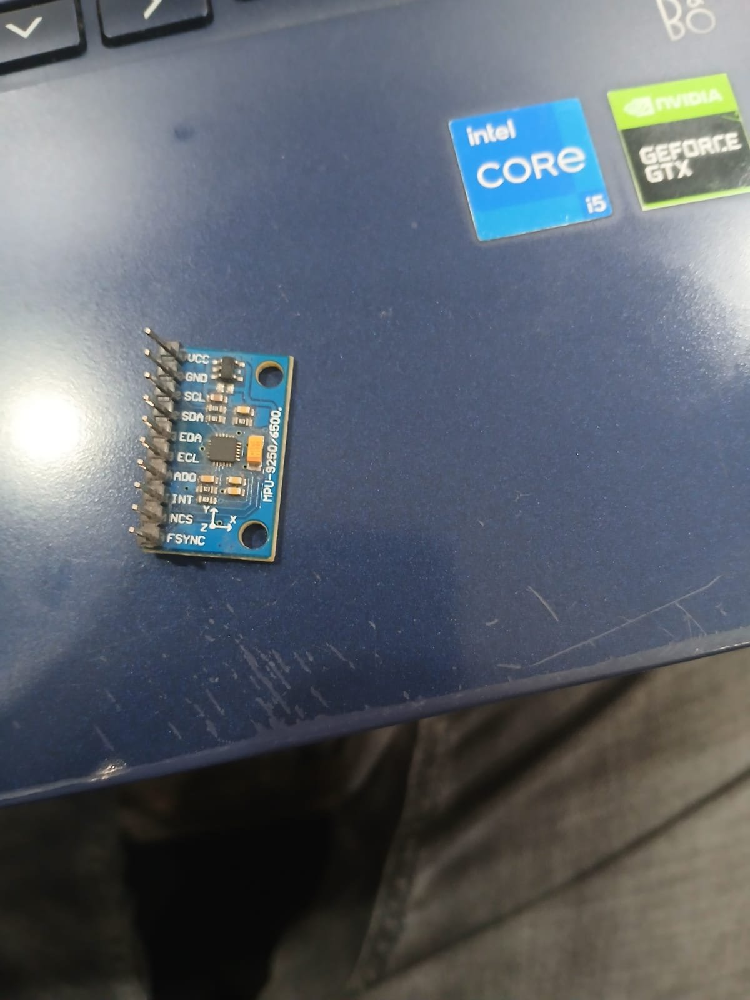 B&O
intel
CORe
i5
NVIDIA
GEFORCE
GTX
VCC
GND
SCL
SDA
EDA
ECL
ADO
INT
NCS
FSYNC
Y
X
Z
MPU-9250/6500.